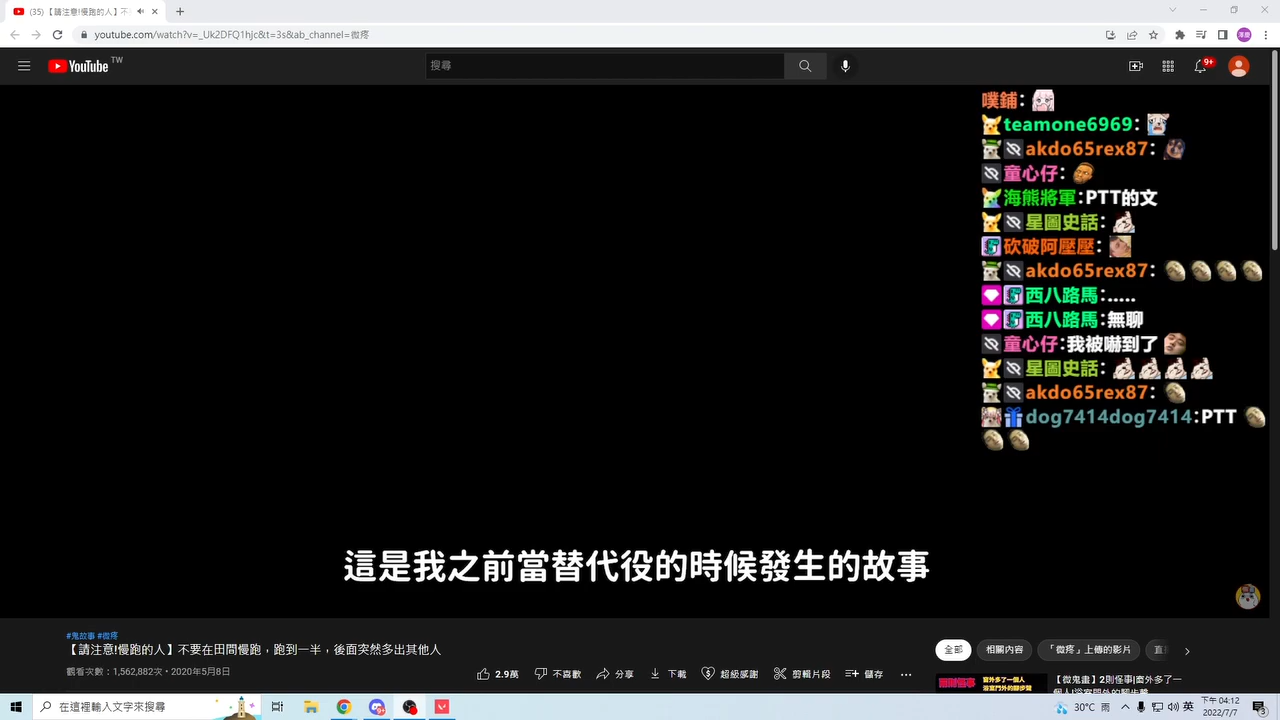 (35)【請注意!慢跑的人】不
youtube.com/watch?v=_Uk2DFQ1hjc&t=3s&ab_channel=微疼
YouTube TW
搜尋
9+
噗鋪:
teamone6969:
akdo65rex87:
童心仔:
海熊將軍:PTT的文
星圖史話:
砍破阿壓壓:
akdo65rex87:
西八路馬:.....
西八路馬:無聊
童心仔:我被嚇到了
星圖史話:
akdo65rex87:
dog7414dog7414:PTT
這是我之前當替代役的時候發生的故事
#鬼故事 #微疼
【請注意!慢跑的人】不要在田間慢跑,跑到一半,後面突然多出其他人
觀看次數:1,562,882次・2020年5月8日
2.9萬 不喜歡 分享 下載 超級感謝 剪輯片段 儲存
全部 相關內容 「微疼」上傳的影片
【微鬼畫】2則怪事|窗外多了一
在這裡輸入文字來搜尋
30°C 雨
英
下午 04:12
2022/7/7
3